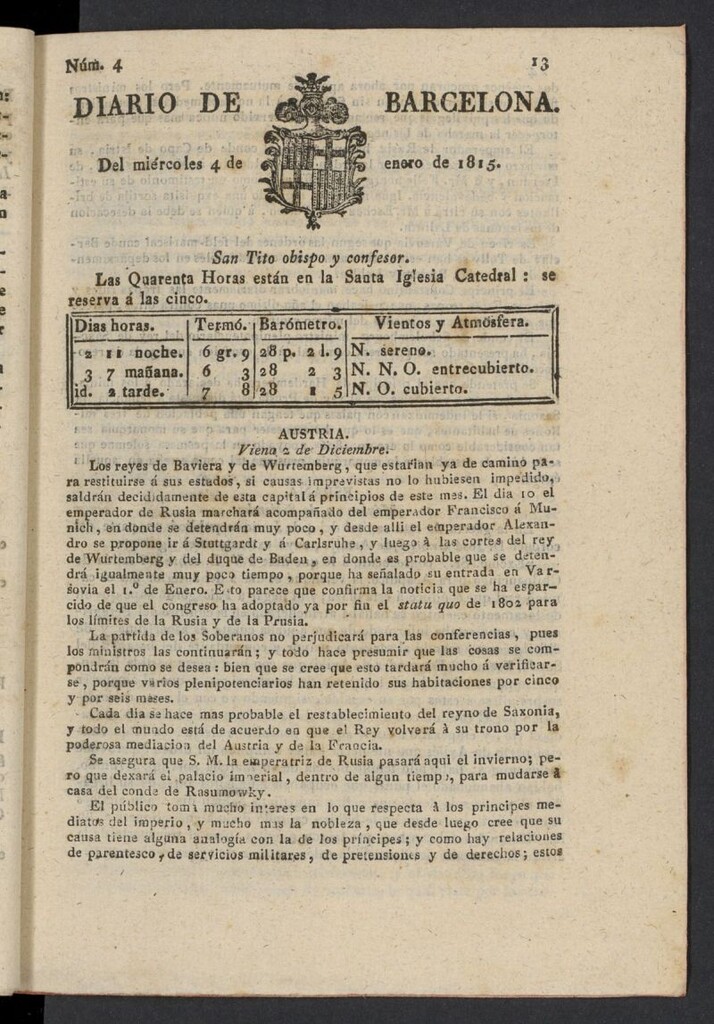 Núm. 4 13
DIARIO DE BARCELONA.
Del miércoles 4 de enero de 1815.
San Tito obispo y confesor.
Las Quarenta Horas están en la Santa Iglesia Catedral : se
reserva á las cinco.
Dias horas. Termó. Barómetro. Vientos y Atmósfera.
2 11 noche. 6 gr. 9 28 p. 2 l. 9 N. sereno.
3 7 mañana. 6 3 28 2 3 N. N. O. entrecubierto.
id. 2 tarde. 7 8 28 1 5 N. O. cubierto.
AUSTRIA.
Viena 2 de Diciembre.
Los reyes de Baviera y de Wurtemberg, que estarian ya de camino pa-
ra restituirse á sus estados, si causas imprevistas no lo hubiesen impedido,
saldrán decididamente de esta capital á principios de este mes. El dia 10 el
emperador de Rusia marchará acompañado del emperador Francisco á Mu-
nich, en donde se detendrán muy poco, y desde alli el emperador Alexan-
dro se propone ir á Stuttgardt y á Carlsruhe, y luego à las cortes del rey
de Wurtemberg y del duque de Baden, en donde es probable que se deten-
drá igualmente muy poco tiempo, porque ha señalado su entrada en Var-
sovia el 1.º de Enero. Esto parece que confirma la noticia que se ha espar-
cido de que el congreso ha adoptado ya por fin el statu quo de 1802 para
los límites de la Rusia y de la Prusia.
La partida de los Soberanos no perjudicará para las conferencias, pues
los ministros las continuarán; y todo hace presumir que las cosas se com-
pondrán como se desea: bien que se cree que esto tardará mucho á verificar-
se, porque varios plenipotenciarios han retenido sus habitaciones por cinco
y por seis meses.
Cada dia se hace mas probable el restablecimiento del reyno de Saxonia,
y todo el mundo está de acuerdo en que el Rey volverá à su trono por la
poderosa mediacion del Austria y de la Francia.
Se asegura que S. M. la emperatriz de Rusia pasará aqui el invierno; pe-
ro que dexará el palacio imperial, dentro de algun tiempo, para mudarse á
casa del conde de Rasumowky.
El público toma mucho interes en lo que respecta à los principes me-
diatos del imperio, y mucho mas la nobleza, que desde luego cree que su
causa tiene alguna analogía con la de los príncipes; y como hay relaciones
de parentesco, de servicios militares, de pretensiones y de derechos; estos